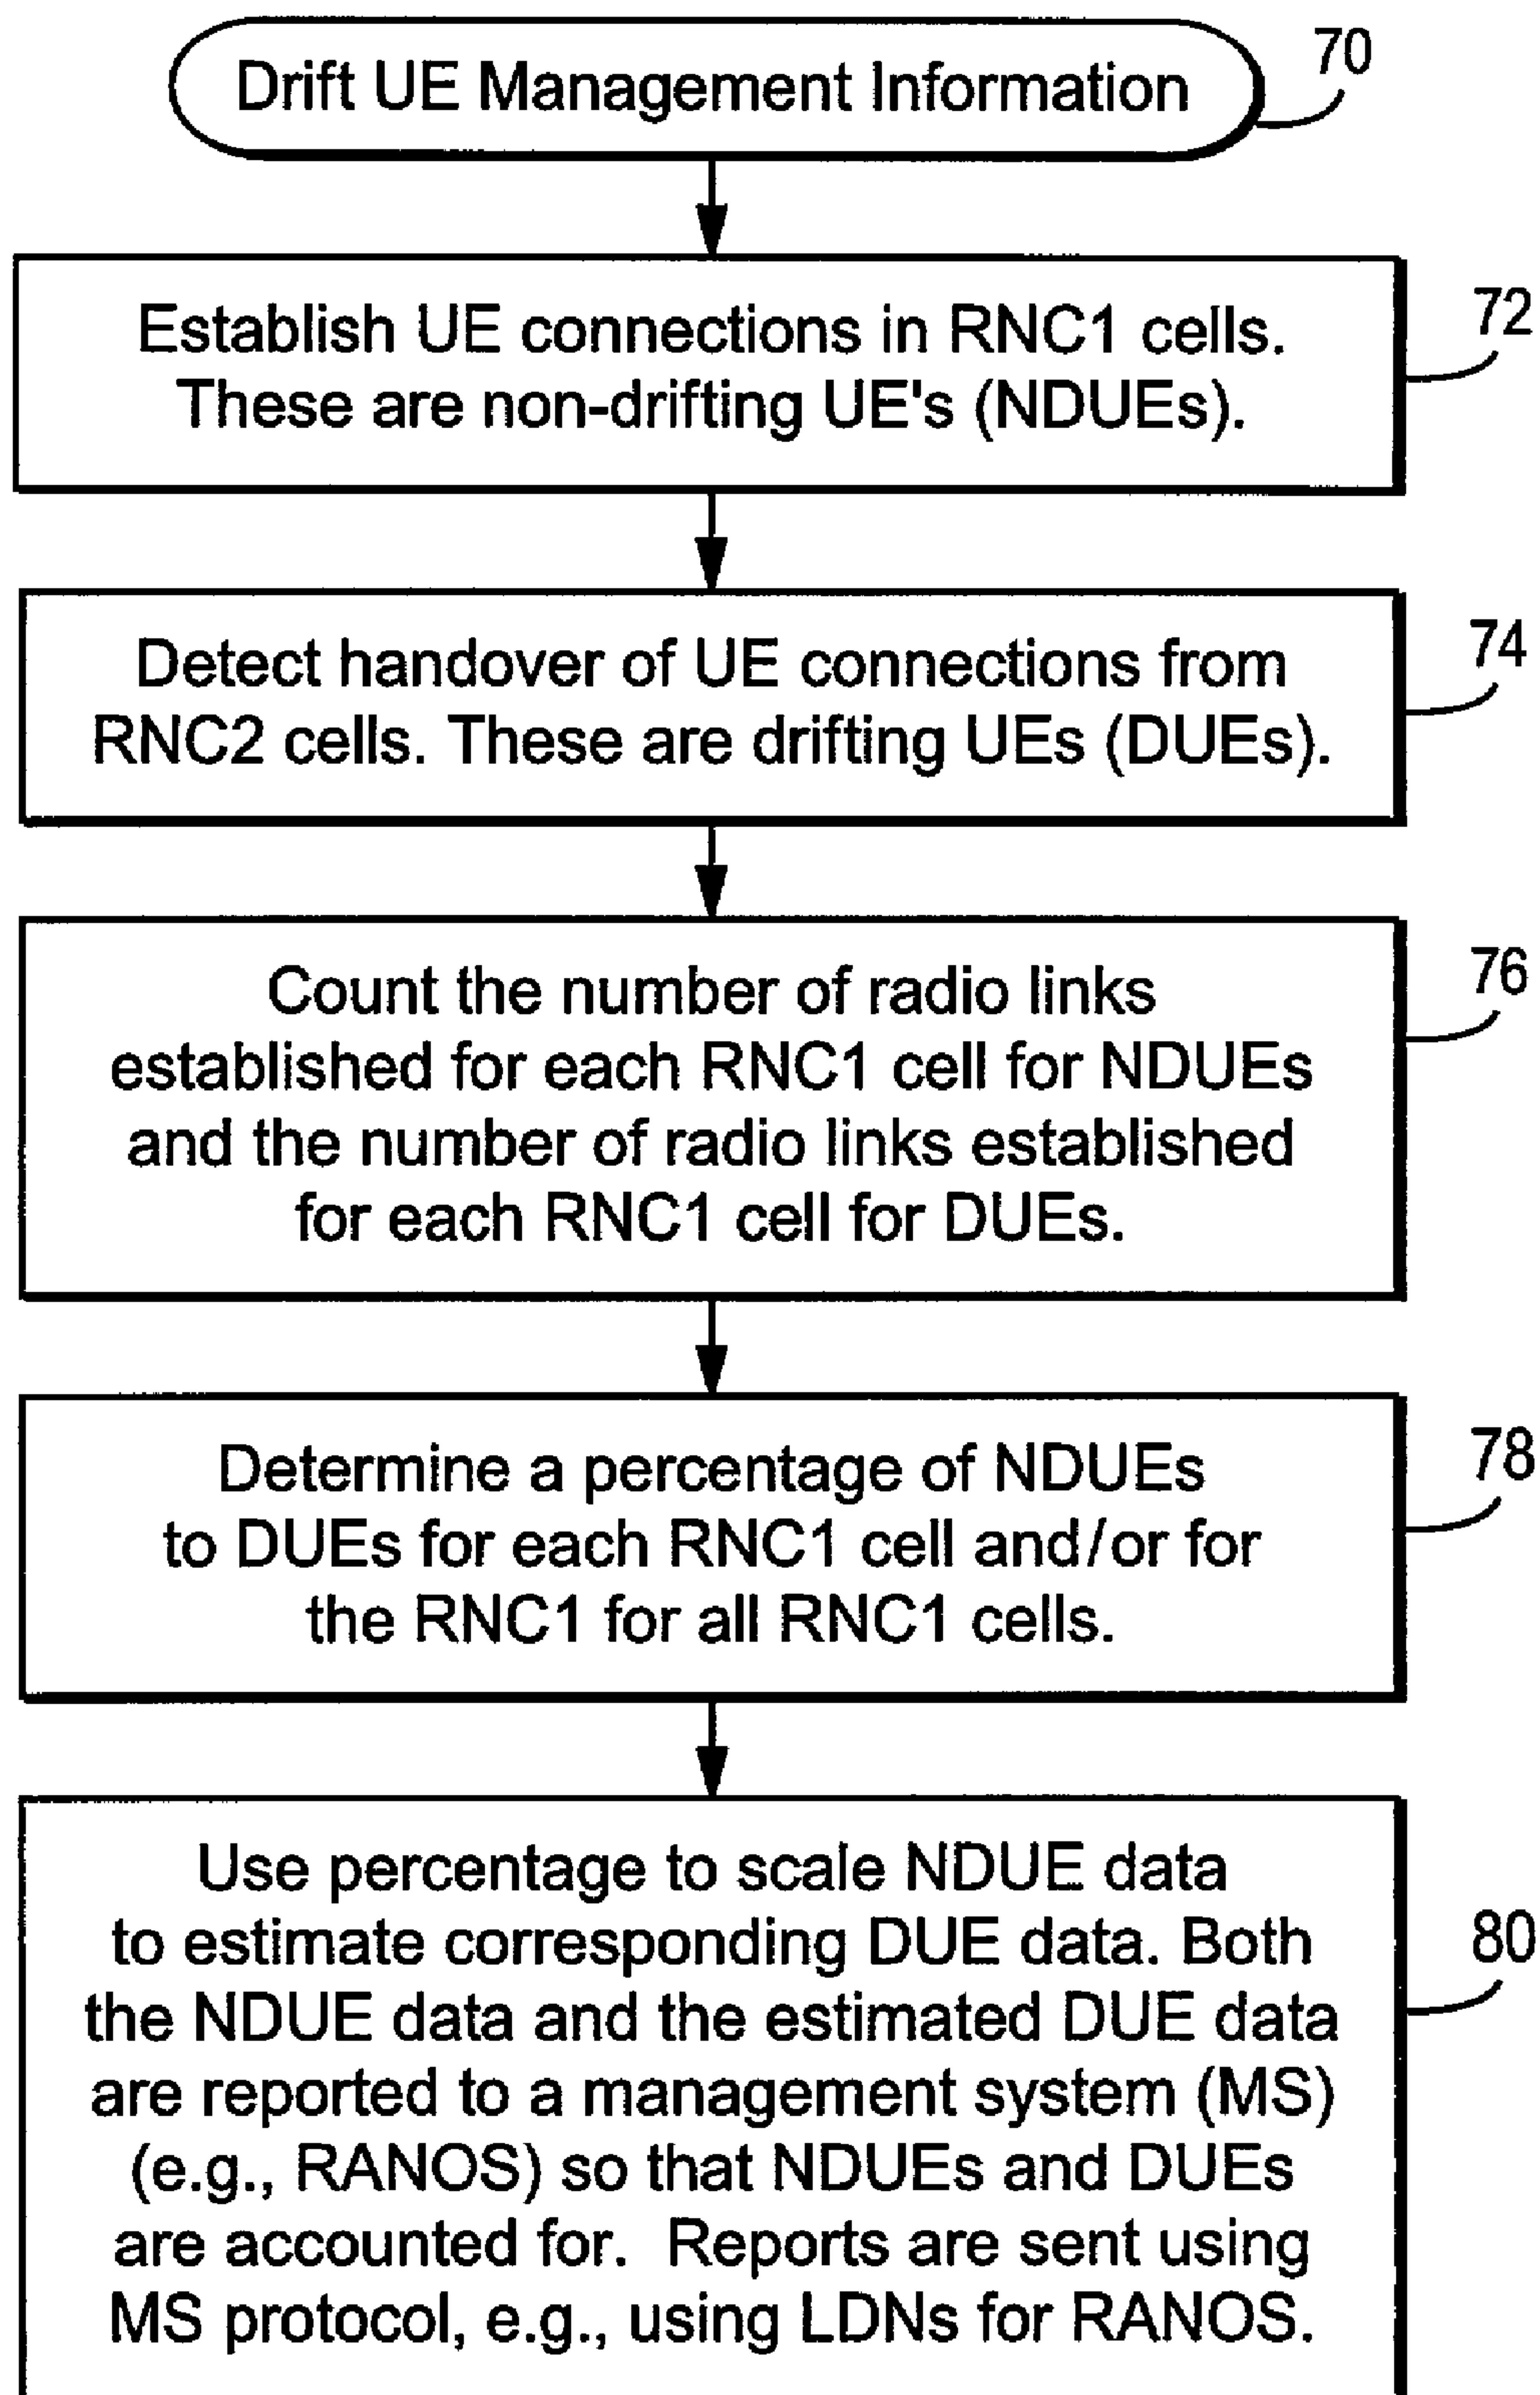 Drift UE Management Information
70
Establish UE connections in RNC1 cells.
These are non-drifting UE's (NDUEs).
72
Detect handover of UE connections from
RNC2 cells. These are drifting UEs (DUEs).
74
Count the number of radio links
established for each RNC1 cell for NDUEs
and the number of radio links established
for each RNC1 cell for DUEs.
76
Determine a percentage of NDUEs
to DUEs for each RNC1 cell and/or for
the RNC1 for all RNC1 cells.
78
Use percentage to scale NDUE data
to estimate corresponding DUE data. Both
the NDUE data and the estimated DUE data
are reported to a management system (MS)
(e.g., RANOS) so that NDUEs and DUEs
are accounted for. Reports are sent using
MS protocol, e.g., using LDNs for RANOS.
80